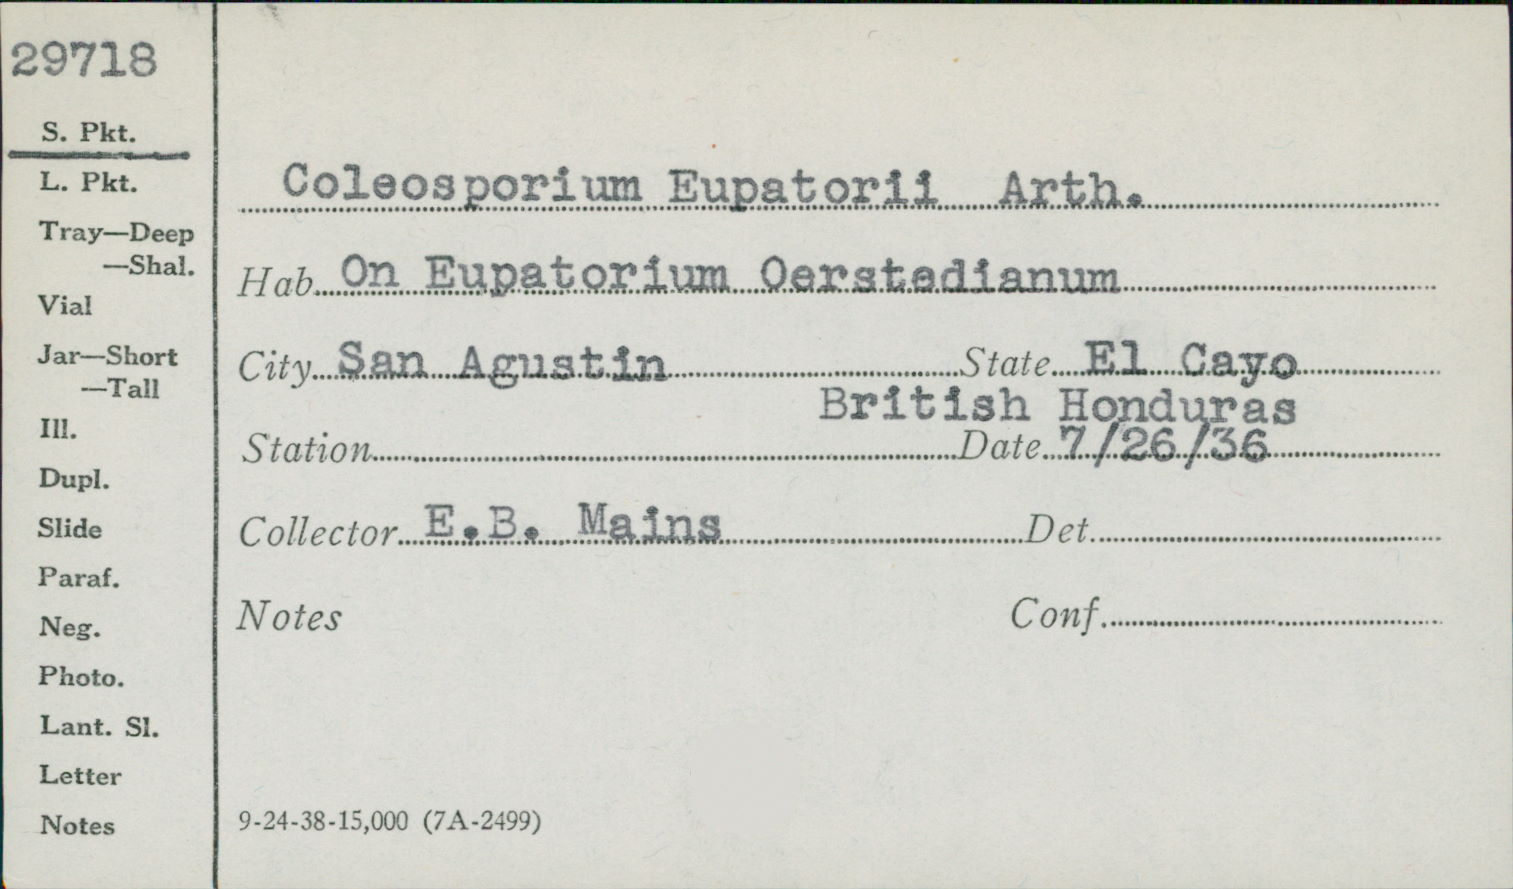 29718
S. Pkt.
L. Pkt.
Tray—Deep
—Shal.
Vial
Jar—Short
—Tall
Ill.
Dupl.
Slide
Paraf.
Neg.
Photo.
Lant. Sl.
Letter
Notes
Coleosporium Eupatorii Arth.
Hab. On Eupatorium Oerstedianum
City San Agustin State El Cayo
British Honduras
Station Date 7/26/36
Collector E.B. Mains Det.
Notes Conf.
9-24-38-15,000 (7A-2499)